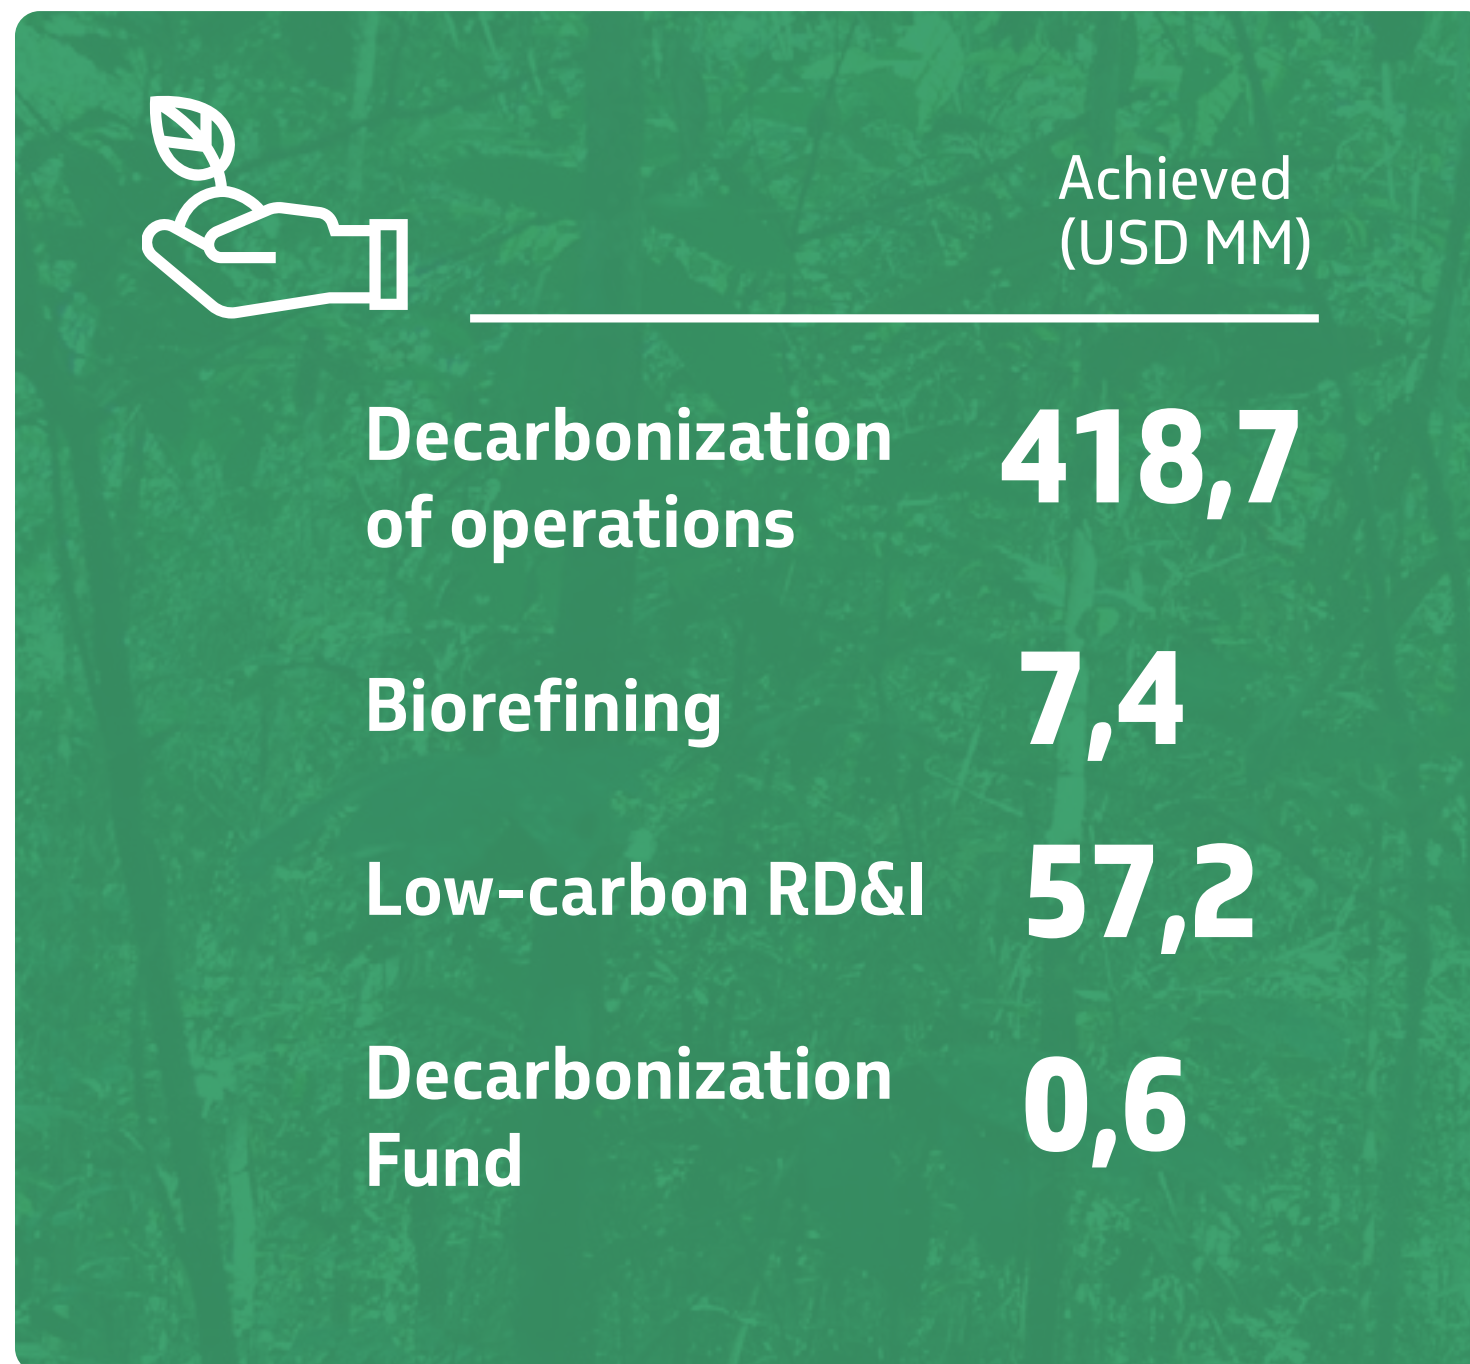 Achieved
(USD MM)
Decarbonization
of operations
418,7
Biorefining
7,4
Low-carbon RD&I
57,2
Decarbonization
Fund
0,6